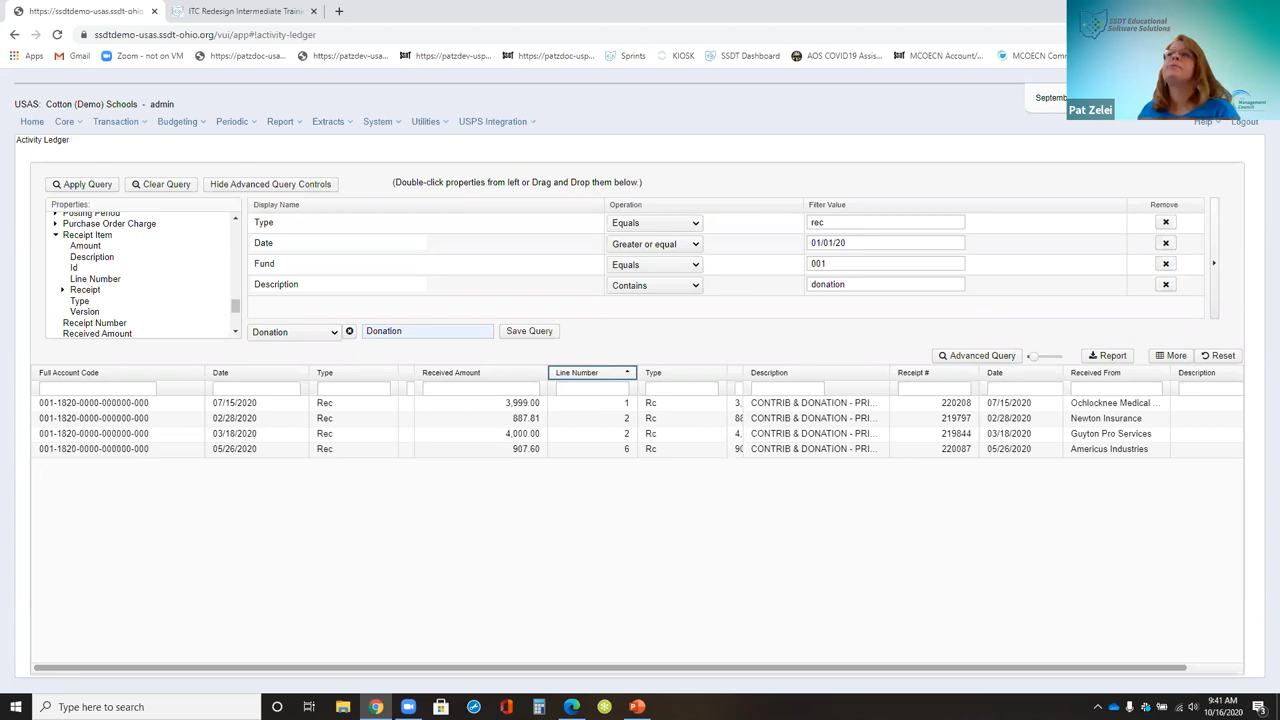 https://ssdtdemo-usas.ssdt-ohio
ITC Redesign Intermediate Traini
ssdtdemo-usas.ssdt-ohio.org/vui/app#!activity-ledger
Apps Gmail Zoom - not on VM https://patzdoc-usa... https://patzdoc-usa... https://patzdev-usp... https://patzdoc-usp... Sprints KIOSK SSDT Dashboard AOS COVID19 Assis... MCOECN Account/... MCOECN Comm
SSDT Educational
Software Solutions
Management
Council
Pat Zelei
USAS: Cotton (Demo) Schools - admin
Septemb
Home Core Transaction Budgeting Periodic Report Extracts System Utilities USPS Integration Help Logout
Activity Ledger
Apply Query Clear Query Hide Advanced Query Controls (Double-click properties from left or Drag and Drop them below.)
Properties: Display Name Operation Filter Value Remove
Posting Period
Purchase Order Charge
Receipt Item
Amount
Description
Id
Line Number
Receipt
Type
Version
Receipt Number
Received Amount
Type Equals rec
Date Greater or equal 01/01/20
Fund Equals 001
Description Contains donation
Donation Donation Save Query
Advanced Query Report More Reset
Full Account Code Date Type Received Amount Line Number Type Description Receipt # Date Received From Description
001-1820-0000-000000-000 07/15/2020 Rec 3,999.00 1 Rc 3, CONTRIB & DONATION - PRI... 220208 07/15/2020 Ochlocknee Medical ...
001-1820-0000-000000-000 02/28/2020 Rec 887.81 2 Rc 88 CONTRIB & DONATION - PRI... 219797 02/28/2020 Newton Insurance
001-1820-0000-000000-000 03/18/2020 Rec 4,000.00 2 Rc 4, CONTRIB & DONATION - PRI... 219844 03/18/2020 Guyton Pro Services
001-1820-0000-000000-000 05/26/2020 Rec 907.60 6 Rc 90 CONTRIB & DONATION - PRI... 220087 05/26/2020 Americus Industries
Type here to search
9:41 AM
10/16/2020
3